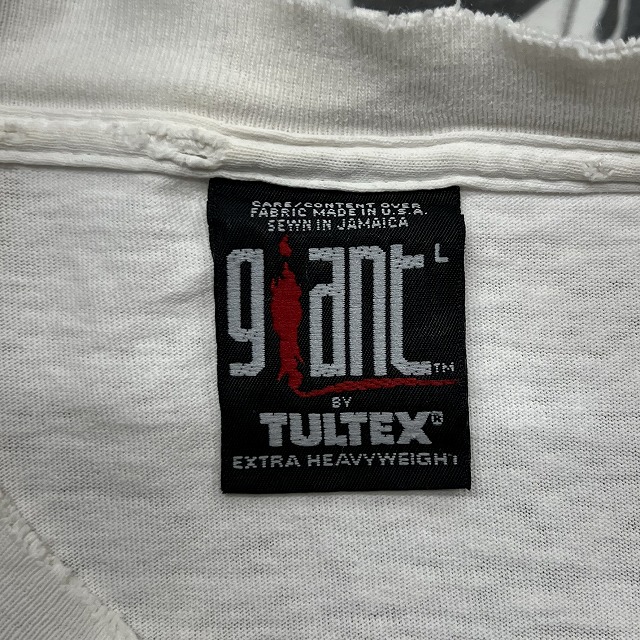 CARE/CONTENT OVER
FABRIC MADE IN U.S.A.
SEWN IN JAMAICA
giant L
TM
BY
TULTEX®
EXTRA HEAVYWEIGHT